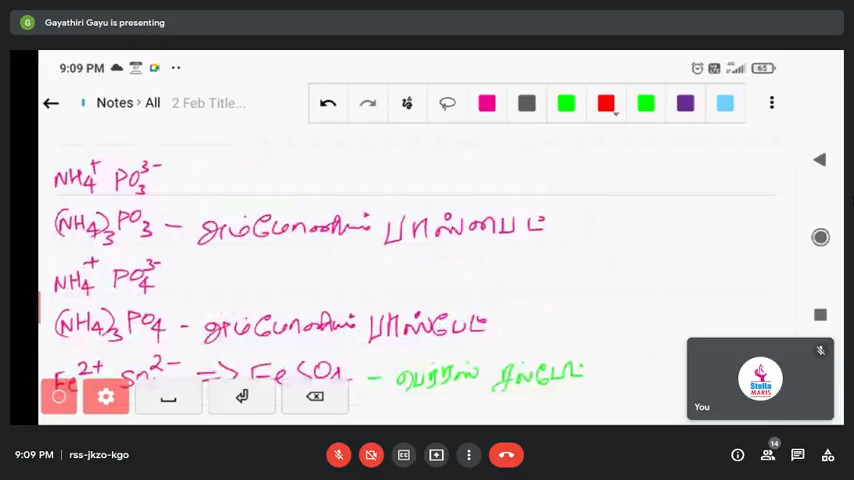 Gayathiri Gayu is presenting
9:09 PM
65
Notes > All 2 Feb Title...
NH₄⁺ PO₃³⁻
(NH₄)₃PO₃ - அம்மோனியம் பாஸ்பைட்
NH₄⁺ PO₄³⁻
(NH₄)₃PO₄ - அம்மோனியம் பாஸ்பேட்
Fe²⁺ => FeSO₄ - பெர்ரஸ் சல்பேட்
Stella
MARIS
You
9:09 PM | rss-jkzo-kgo
14